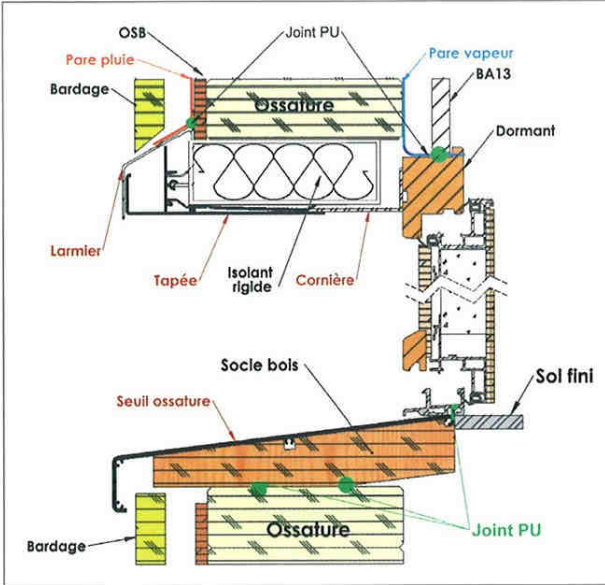 OSB
Joint PU
Pare pluie
Pare vapeur
Bardage
BA13
Ossature
Dormant
Larmier
Tapée
Isolant
rigide
Cornière
Socle bois
Sol fini
Seuil ossature
Ossature
Joint PU
Bardage